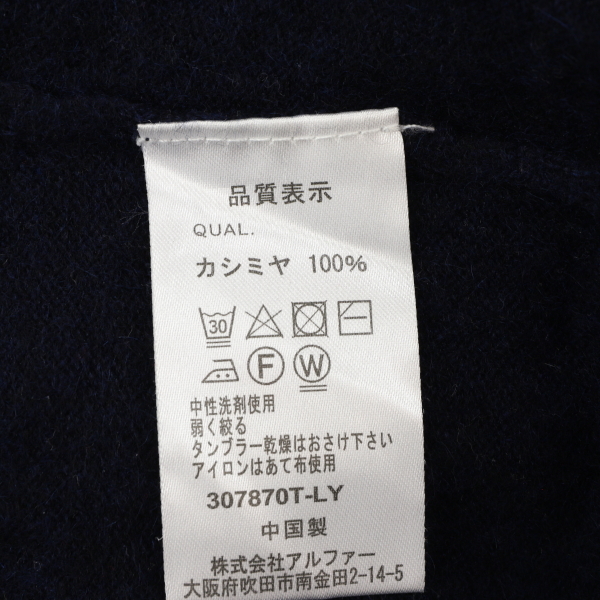 品質表示
QUAL.
カシミヤ 100%
30
F W
中性洗剤使用
弱く絞る
タンブラー乾燥はおさけ下さい
アイロンはあて布使用
307870T-LY
中国製
株式会社アルファー
大阪府吹田市南金田2-14-5